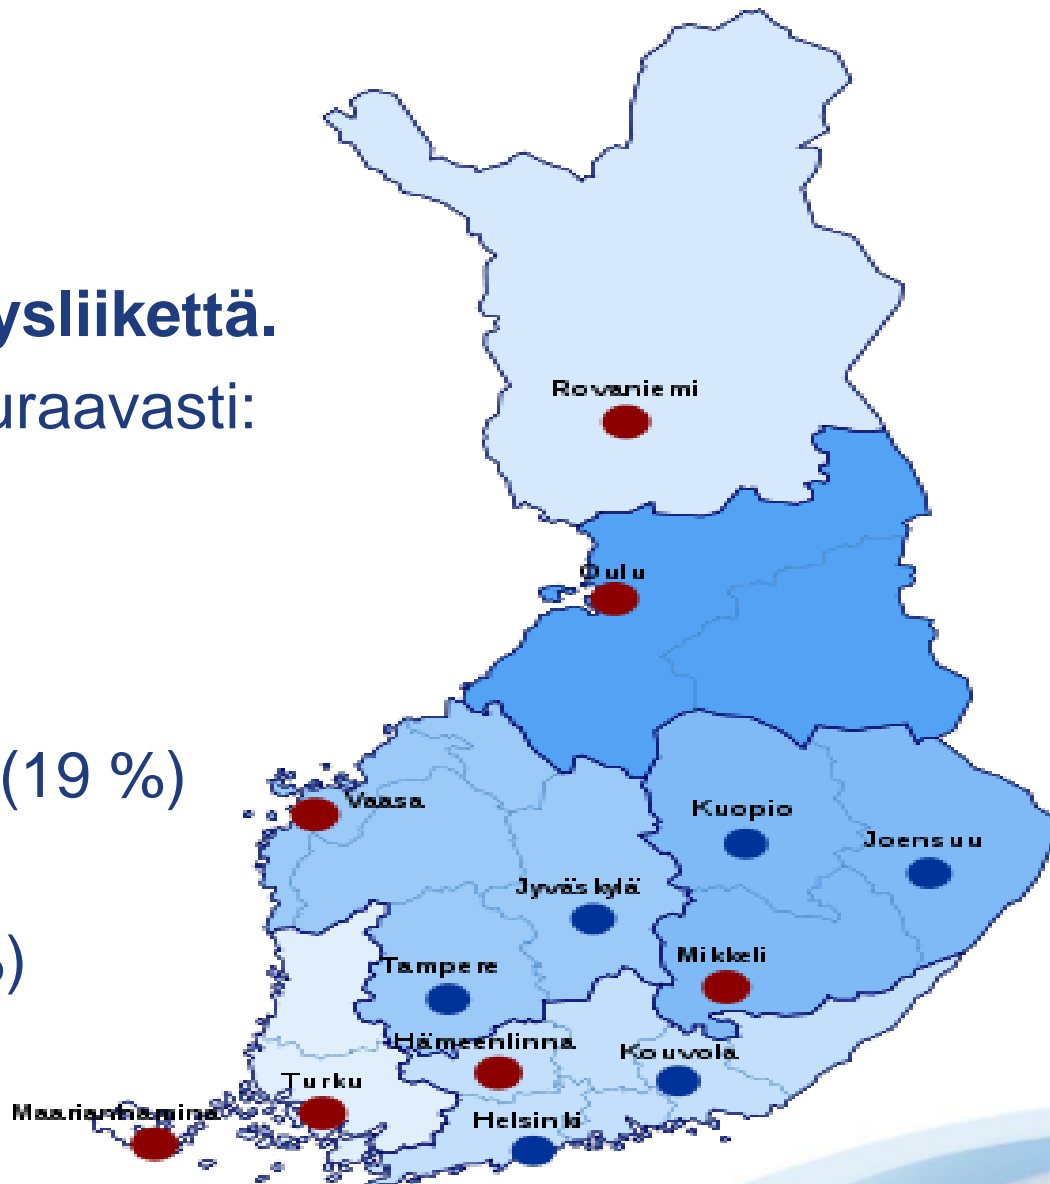 ysliikettä.
uraavasti:
Rovaniemi
Oulu
(19 %)
Vaasa
Kuopio
Joensuu
Jyväskylä
%)
Tampere
Mikkeli
Hämeenlinna
Kouvola
Turku
Maarianhamina
Helsinki